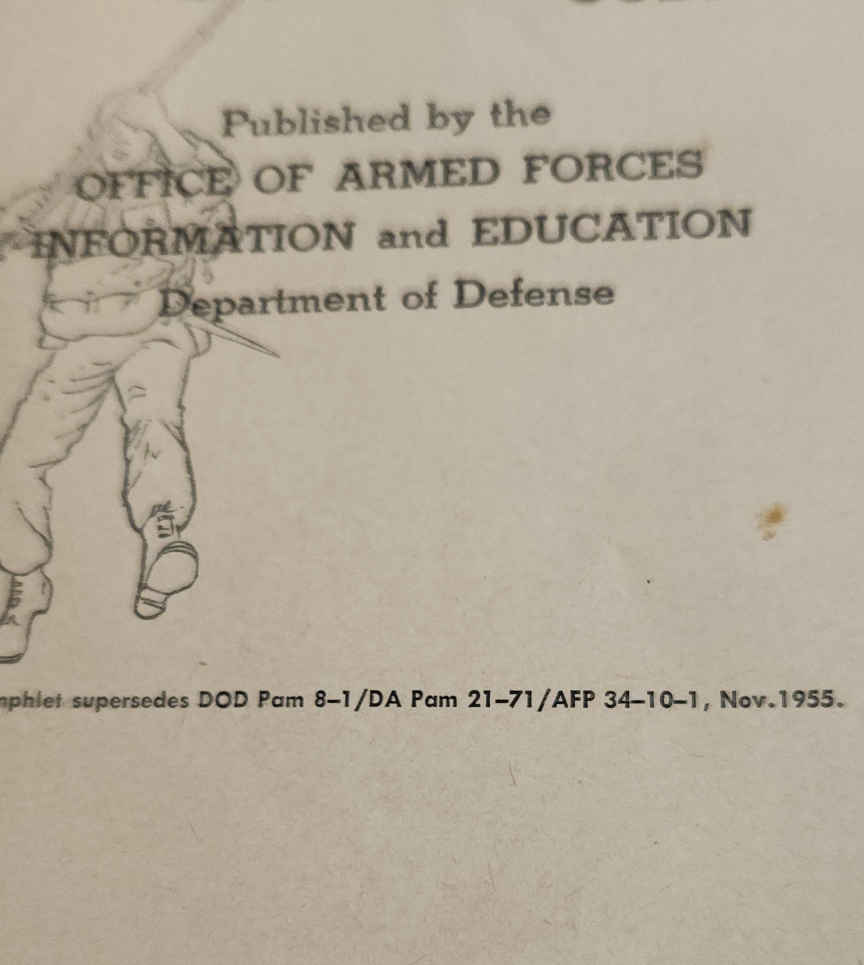 Published by the
OFFICE OF ARMED FORCES
INFORMATION and EDUCATION
Department of Defense
supersedes DOD Pam 8-1/DA Pam 21-71/AFP 34-10-1, Nov.1955.